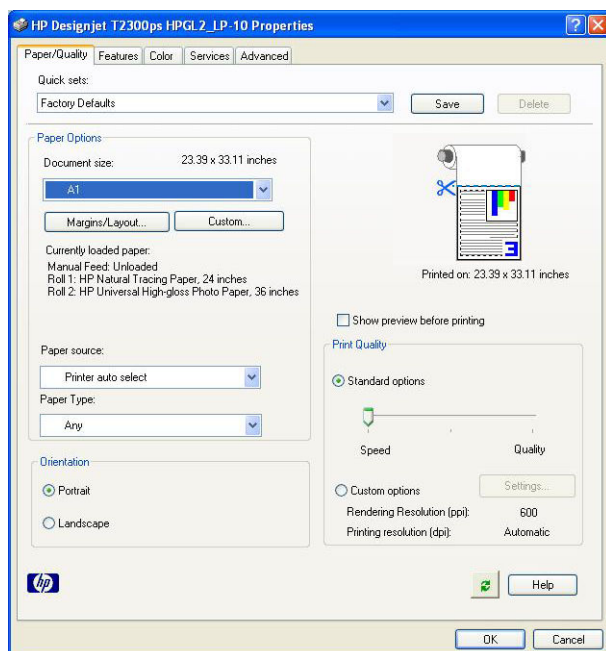 HP Designjet T2300ps HPGL2_LP-10 Properties
Paper/Quality Features Color Services Advanced
Quick sets:
Factory Defaults
Save
Delete
Paper Options
Document size: 23.39 x 33.11 inches
A1
Margins/Layout...
Custom...
Currently loaded paper:
Manual Feed: Unloaded
Roll 1: HP Natural Tracing Paper, 24 inches
Roll 2: HP Universal High-gloss Photo Paper, 36 inches
Paper source:
Printer auto select
Paper Type:
Any
Orientation
Portrait
Landscape
3
Printed on: 23.39 x 33.11 inches
Show preview before printing
Print Quality
Standard options
Speed Quality
Custom options
Settings...
Rendering Resolution (ppi): 600
Printing resolution (dpi): Automatic
hp
Help
OK
Cancel